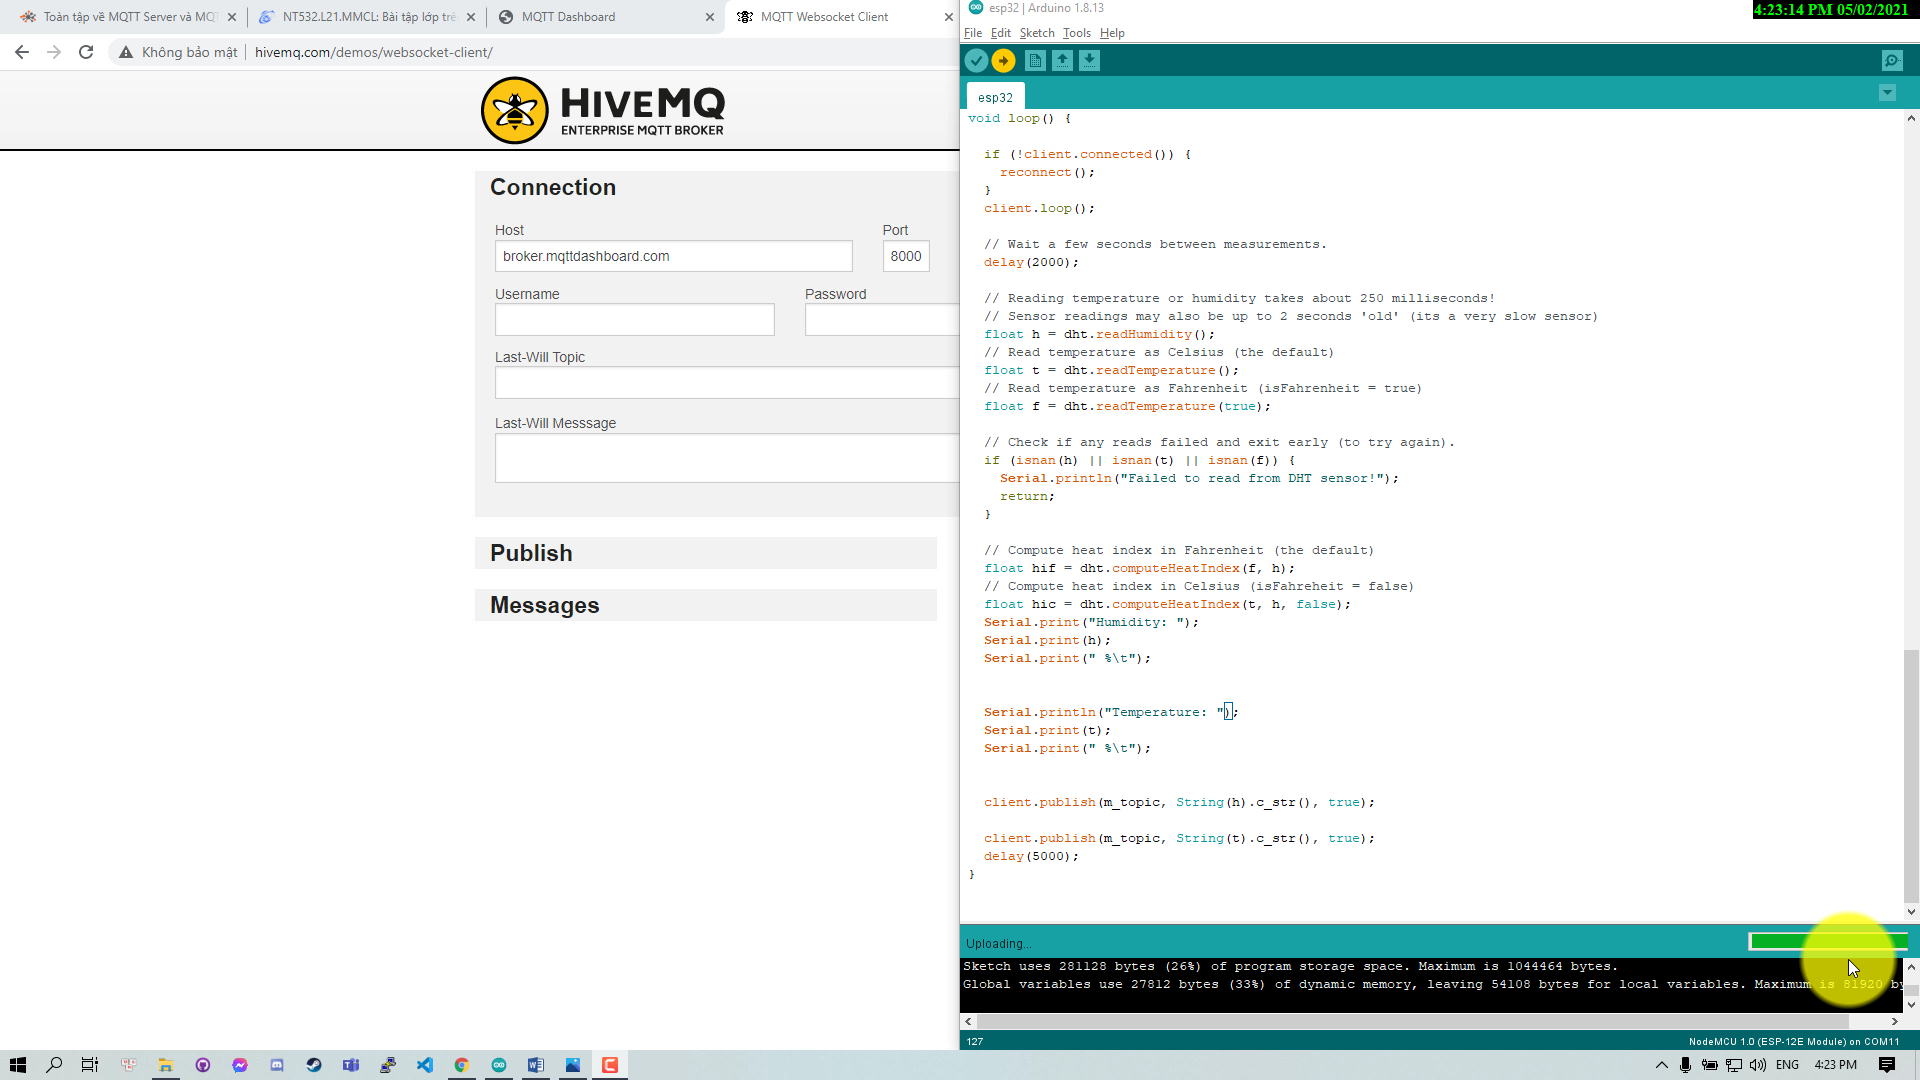 Toàn tập về MQTT Server và MQ
NT532.L21.MMCL: Bài tập lớp trê
MQTT Dashboard
MQTT Websocket Client
Không bảo mật
hivemq.com/demos/websocket-client/
HIVEMQ
ENTERPRISE MQTT BROKER
Connection
Host
Port
broker.mqttdashboard.com
8000
Username
Password
Last-Will Topic
Last-Will Messsage
Publish
Messages
esp32 | Arduino 1.8.13
4:23:14 PM 05/02/2021
File Edit Sketch Tools Help
esp32
void loop() {
if (!client.connected()) {
reconnect();
}
client.loop();
// Wait a few seconds between measurements.
delay(2000);
// Reading temperature or humidity takes about 250 milliseconds!
// Sensor readings may also be up to 2 seconds 'old' (its a very slow sensor)
float h = dht.readHumidity();
// Read temperature as Celsius (the default)
float t = dht.readTemperature();
// Read temperature as Fahrenheit (isFahrenheit = true)
float f = dht.readTemperature(true);
// Check if any reads failed and exit early (to try again).
if (isnan(h) || isnan(t) || isnan(f)) {
Serial.println("Failed to read from DHT sensor!");
return;
}
// Compute heat index in Fahrenheit (the default)
float hif = dht.computeHeatIndex(f, h);
// Compute heat index in Celsius (isFahreheit = false)
float hic = dht.computeHeatIndex(t, h, false);
Serial.print("Humidity: ");
Serial.print(h);
Serial.print(" %\t");
Serial.println("Temperature: ");
Serial.print(t);
Serial.print(" %\t");
client.publish(m_topic, String(h).c_str(), true);
client.publish(m_topic, String(t).c_str(), true);
delay(5000);
}
Uploading...
Sketch uses 281128 bytes (26%) of program storage space. Maximum is 1044464 bytes.
Global variables use 27812 bytes (33%) of dynamic memory, leaving 54108 bytes for local variables. Maximum is 81920 by
127
NodeMCU 1.0 (ESP-12E Module) on COM11
ENG
4:23 PM